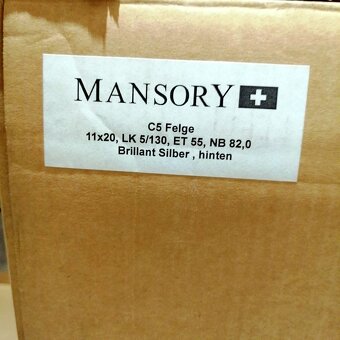 MANSORY
C5 Felge
11x20, LK 5/130, ET 55, NB 82,0
Brillant Silber , hinten